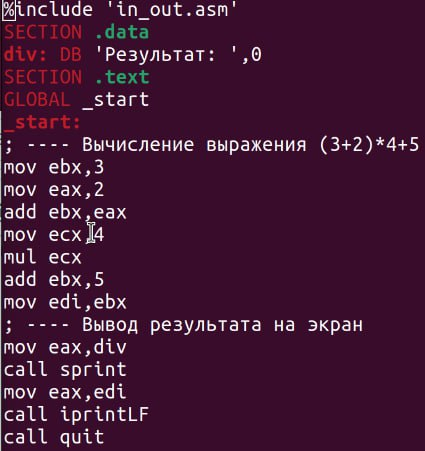 %include 'in_out.asm'
SECTION .data
div: DB 'Результат: ',0
SECTION .text
GLOBAL _start
_start:
; ---- Вычисление выражения (3+2)*4+5
mov ebx,3
mov eax,2
add ebx,eax
mov ecx,4
mul ecx
add ebx,5
mov edi,ebx
; ---- Вывод результата на экран
mov eax,div
call sprint
mov eax,edi
call iprintLF
call quit